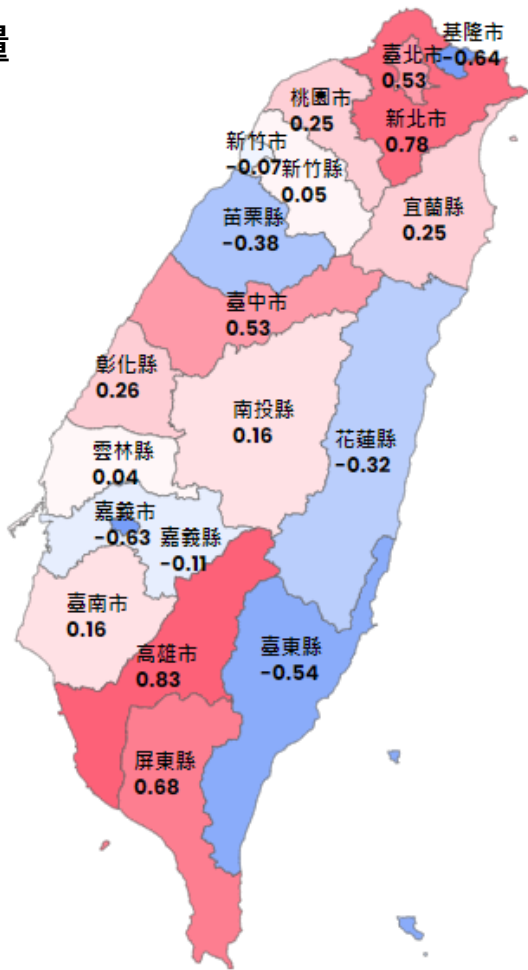 量
基隆市
-0.64
臺北市
0.53
桃園市
0.25
新北市
0.78
新竹市
-0.07
新竹縣
0.05
宜蘭縣
0.25
苗栗縣
-0.38
臺中市
0.53
彰化縣
0.26
南投縣
0.16
花蓮縣
-0.32
雲林縣
0.04
嘉義市
-0.63
嘉義縣
-0.11
臺南市
0.16
高雄市
0.83
臺東縣
-0.54
屏東縣
0.68